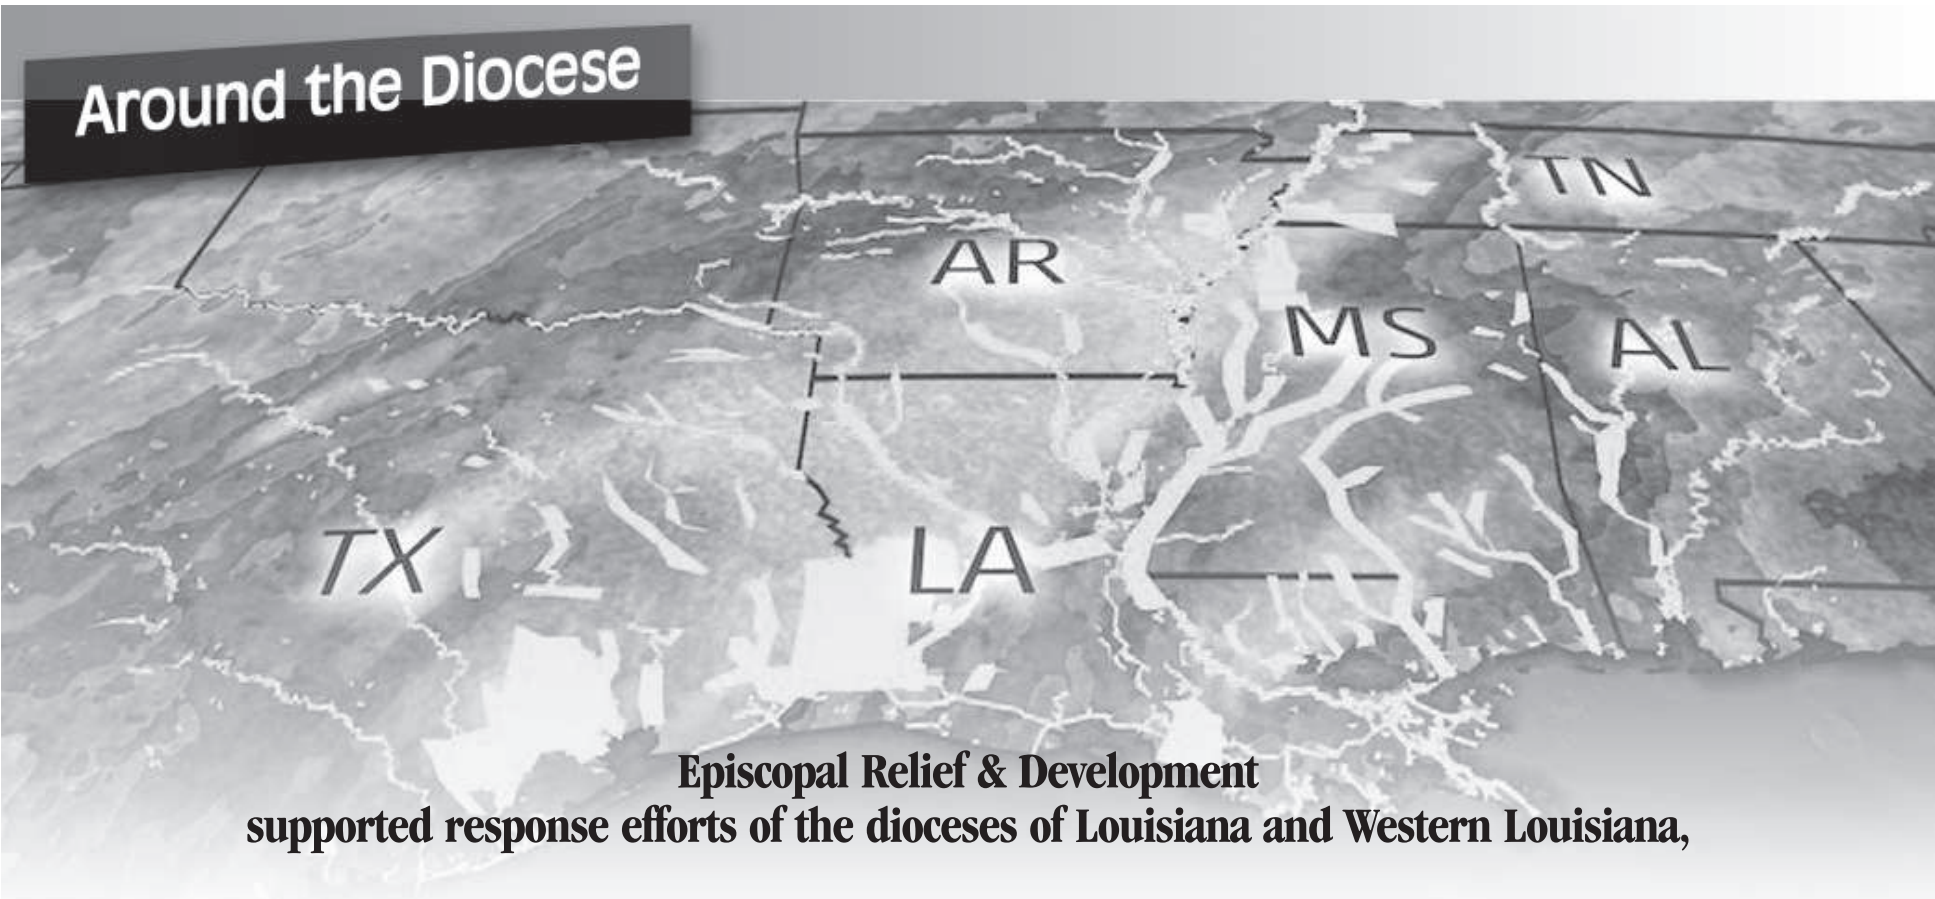 Around the Diocese
TN
AR
MS
AL
TX
LA
Episcopal Relief & Development
supported response efforts of the dioceses of Louisiana and Western Louisiana,